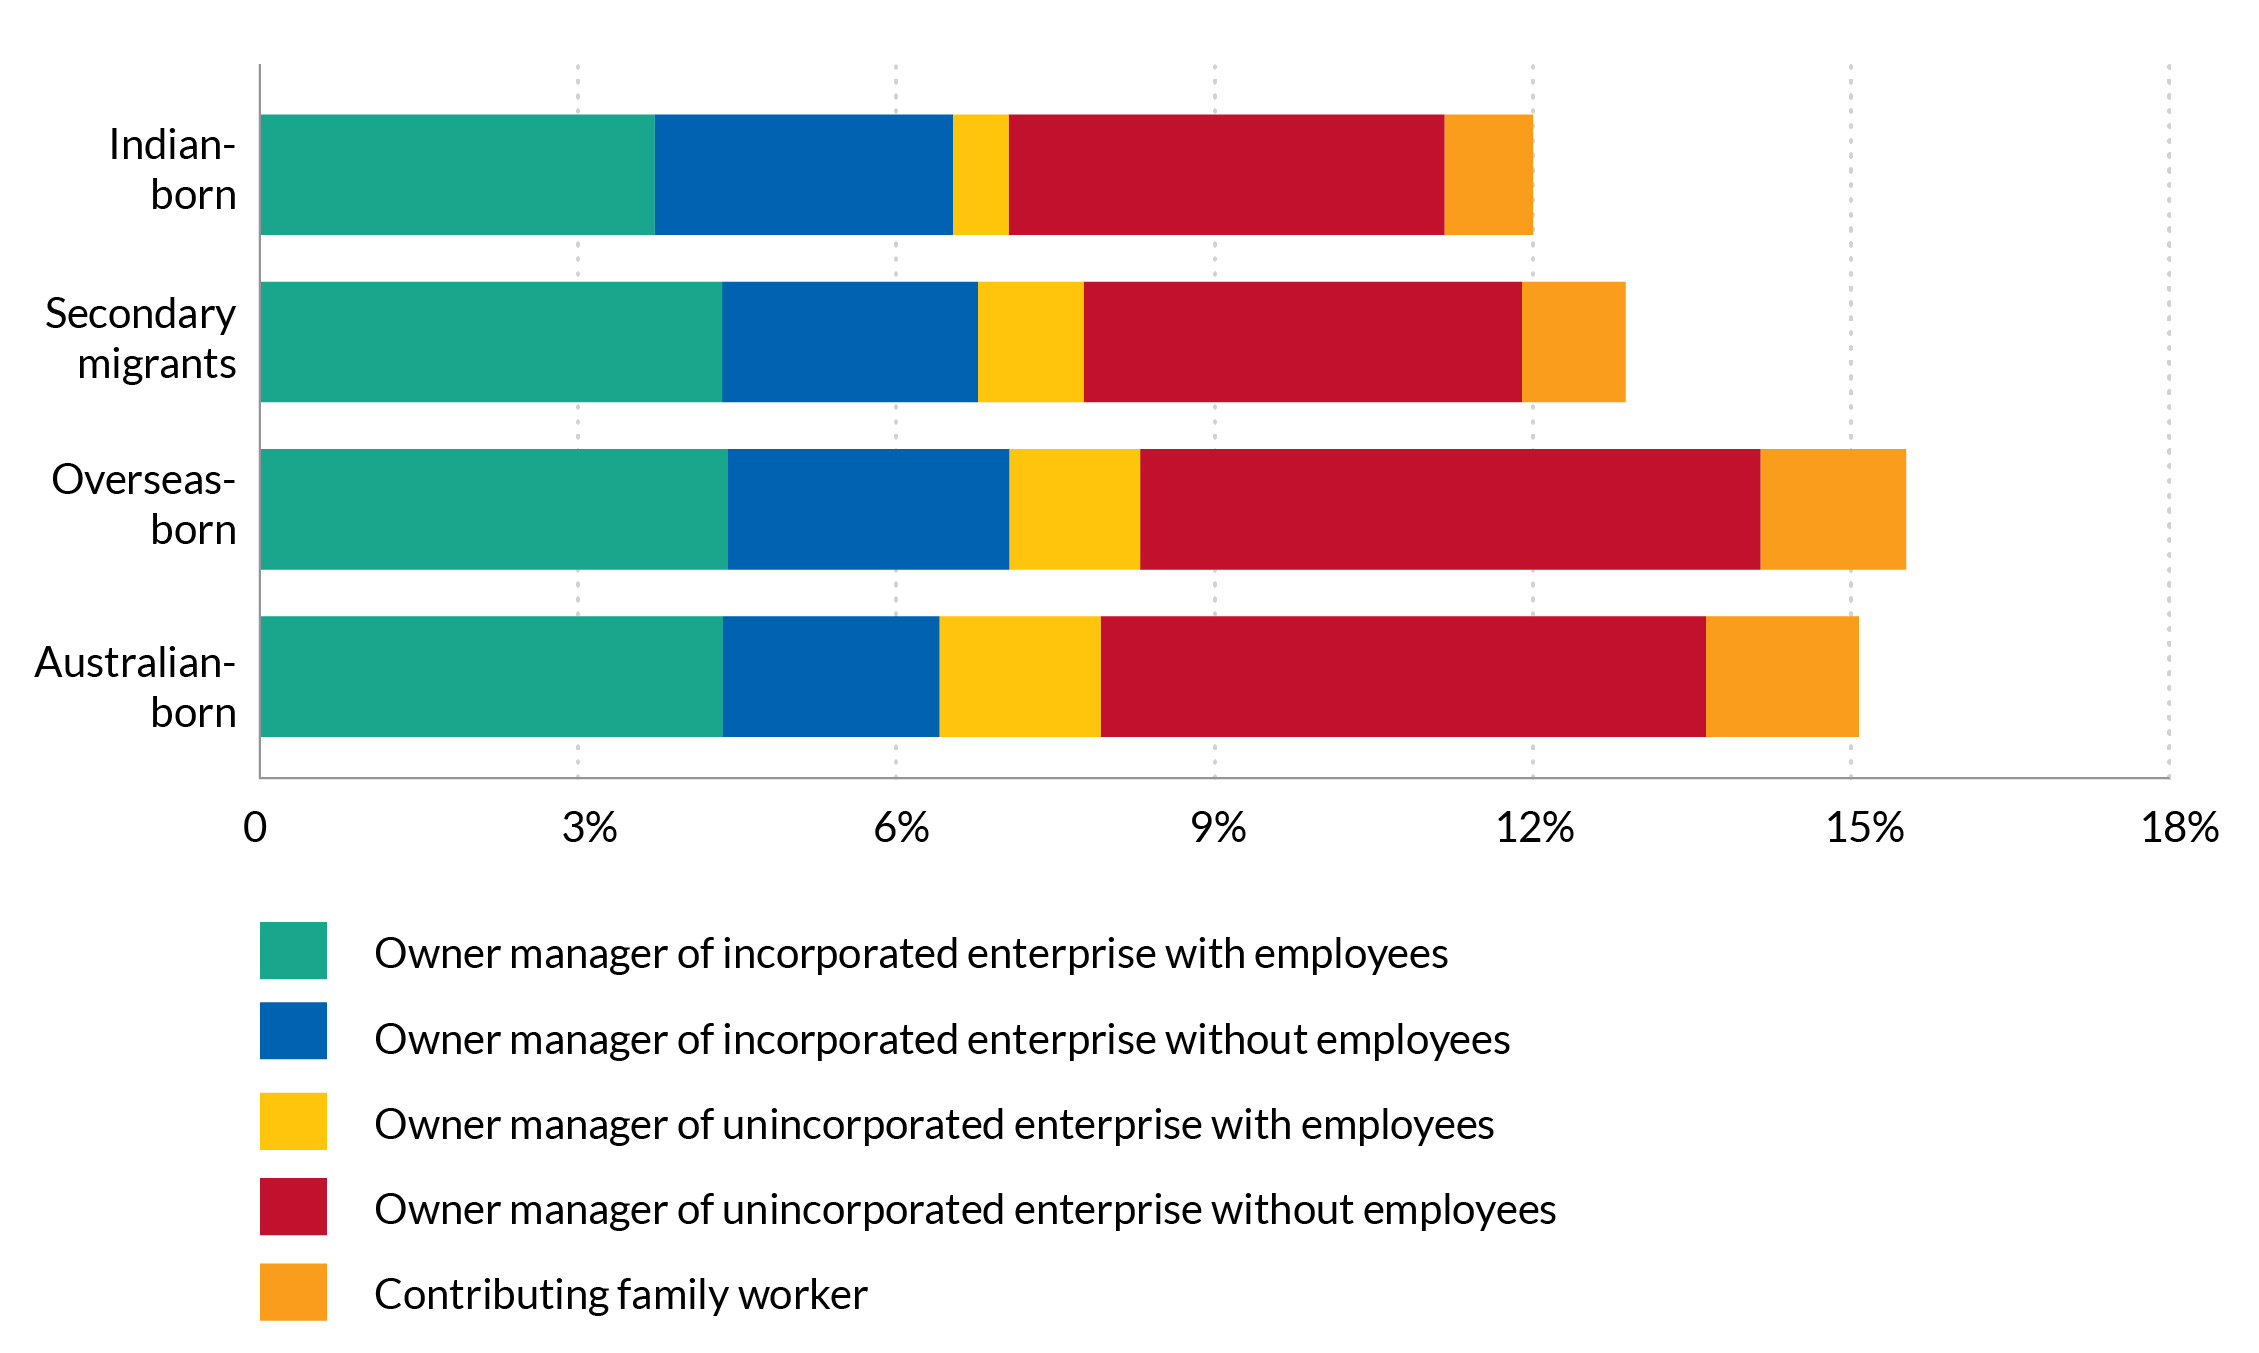 Indian-
born
Secondary
migrants
Overseas-
born
Australian-
born
0 3% 6% 9% 12% 15% 18%
Owner manager of incorporated enterprise with employees
Owner manager of incorporated enterprise without employees
Owner manager of unincorporated enterprise with employees
Owner manager of unincorporated enterprise without employees
Contributing family worker